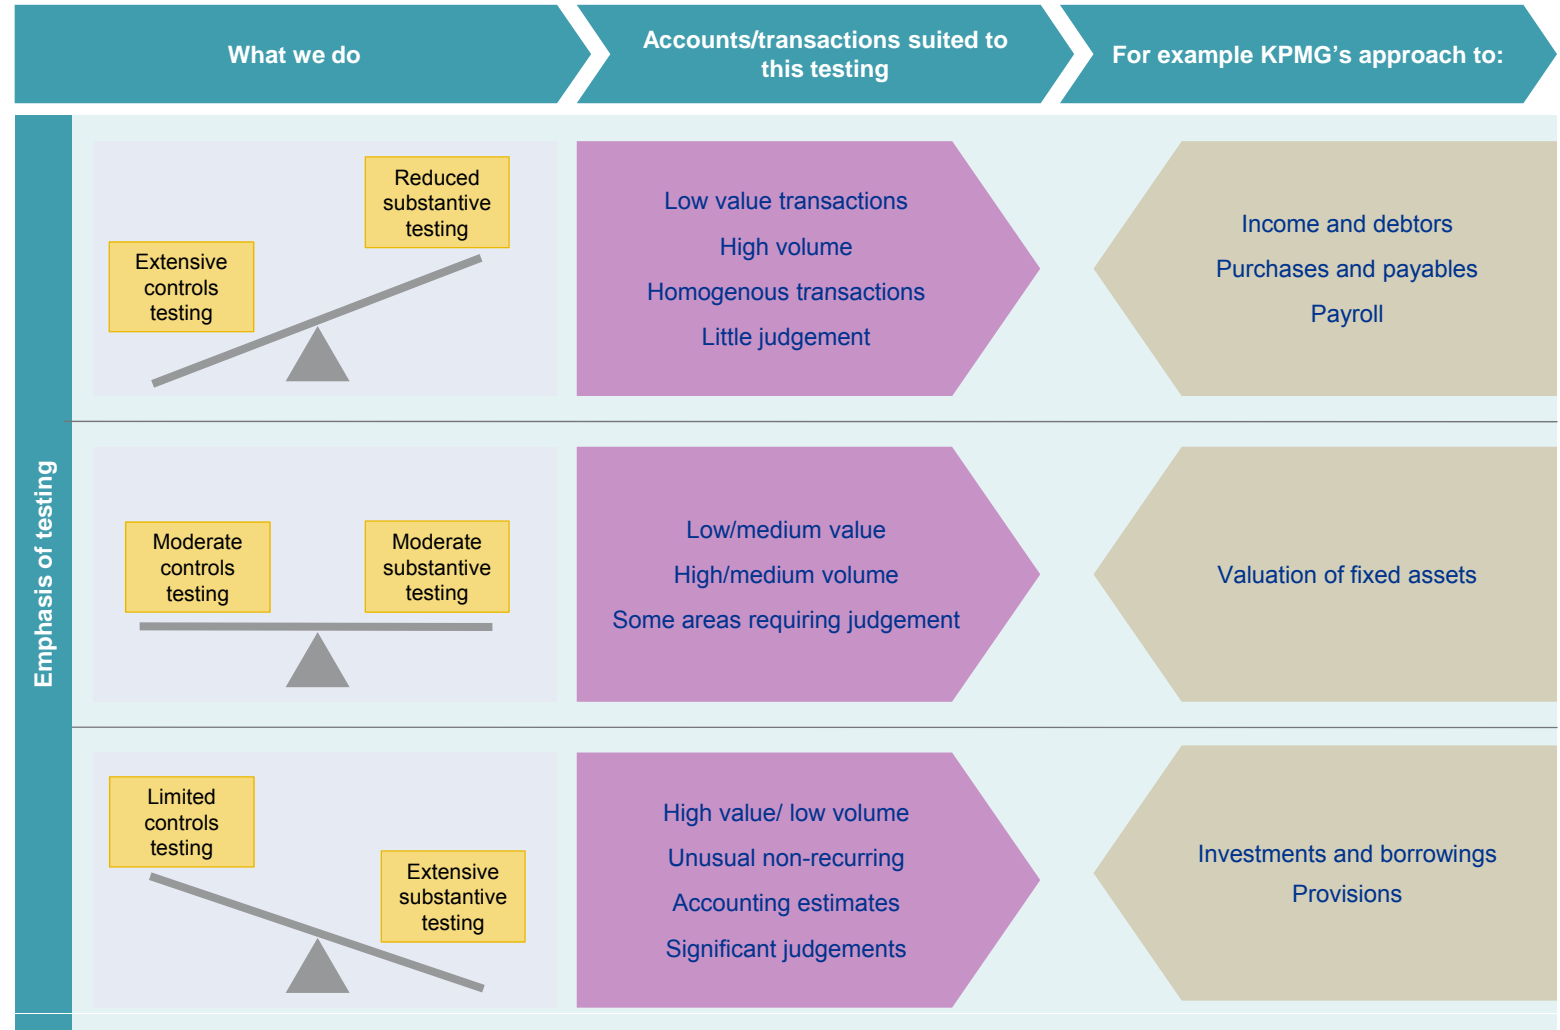 What we do
Accounts/transactions suited to
this testing
For example KPMG's approach to:
Emphasis of testing
Extensive
controls
testing
Reduced
substantive
testing
Low value transactions
High volume
Homogenous transactions
Little judgement
Income and debtors
Purchases and payables
Payroll
Moderate
controls
testing
Moderate
substantive
testing
Low/medium value
High/medium volume
Some areas requiring judgement
Valuation of fixed assets
Limited
controls
testing
Extensive
substantive
testing
High value/ low volume
Unusual non-recurring
Accounting estimates
Significant judgements
Investments and borrowings
Provisions